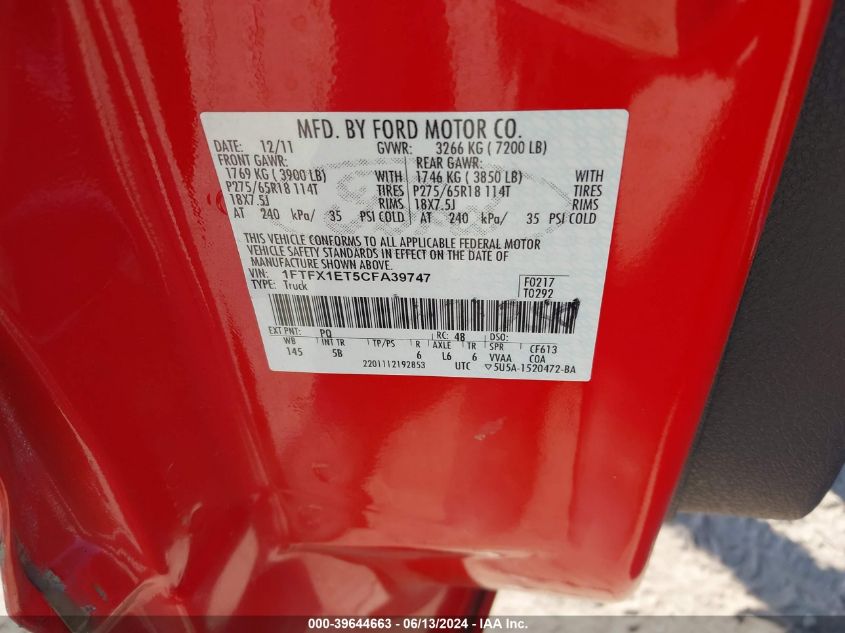 MFD. BY FORD MOTOR CO.
DATE: 12/11 GVWR: 3266 KG ( 7200 LB)
FRONT GAWR: REAR GAWR:
1769 KG ( 3900 LB) WITH 1746 KG ( 3850 LB) WITH
P275/65R18 114T TIRES P275/65R18 114T TIRES
18X7.5J RIMS 18X7.5J RIMS
AT 240 kPa/ 35 PSI COLD AT 240 kPa/ 35 PSI COLD
THIS VEHICLE CONFORMS TO ALL APPLICABLE FEDERAL MOTOR
VEHICLE SAFETY STANDARDS IN EFFECT ON THE DATE OF
MANUFACTURE SHOWN ABOVE.
VIN: 1FTFX1ET5CFA39747 F0217
TYPE: Truck T0292
EXT PNT: PQ RC: 48 DSO:
WB INT TR TP/PS R AXLE TR SPR CF613
145 5B 6 L6 6 VVAA COA
2201112192853 UTC ▽5U5A-1520472-BA
000-39644663 - 06/13/2024 - IAA Inc.